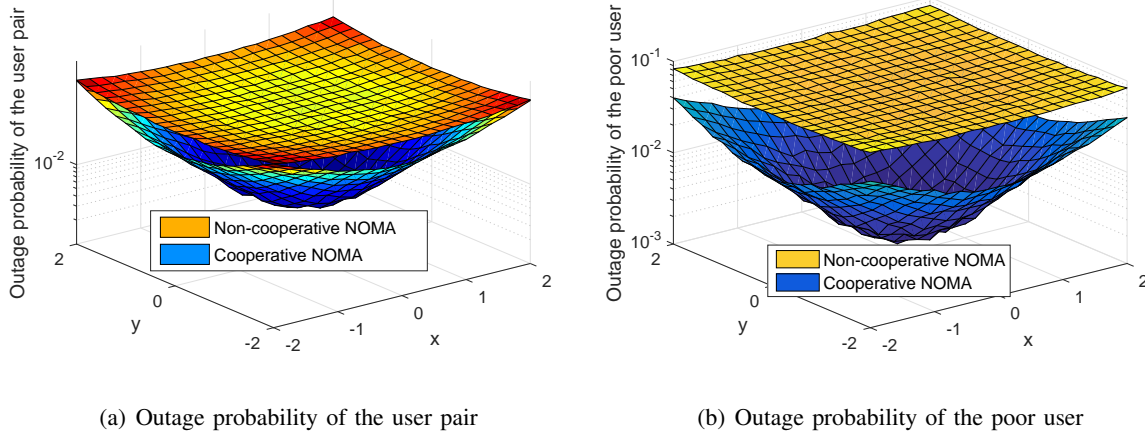 Outage probability of the user pair
10-2
2
0
-2
y
-2
-1
0
1
2
x
Non-cooperative NOMA
Cooperative NOMA
(a) Outage probability of the user pair
Outage probability of the poor user
10-1
10-2
10-3
2
0
-2
y
-2
-1
0
1
2
x
Non-cooperative NOMA
Cooperative NOMA
(b) Outage probability of the poor user